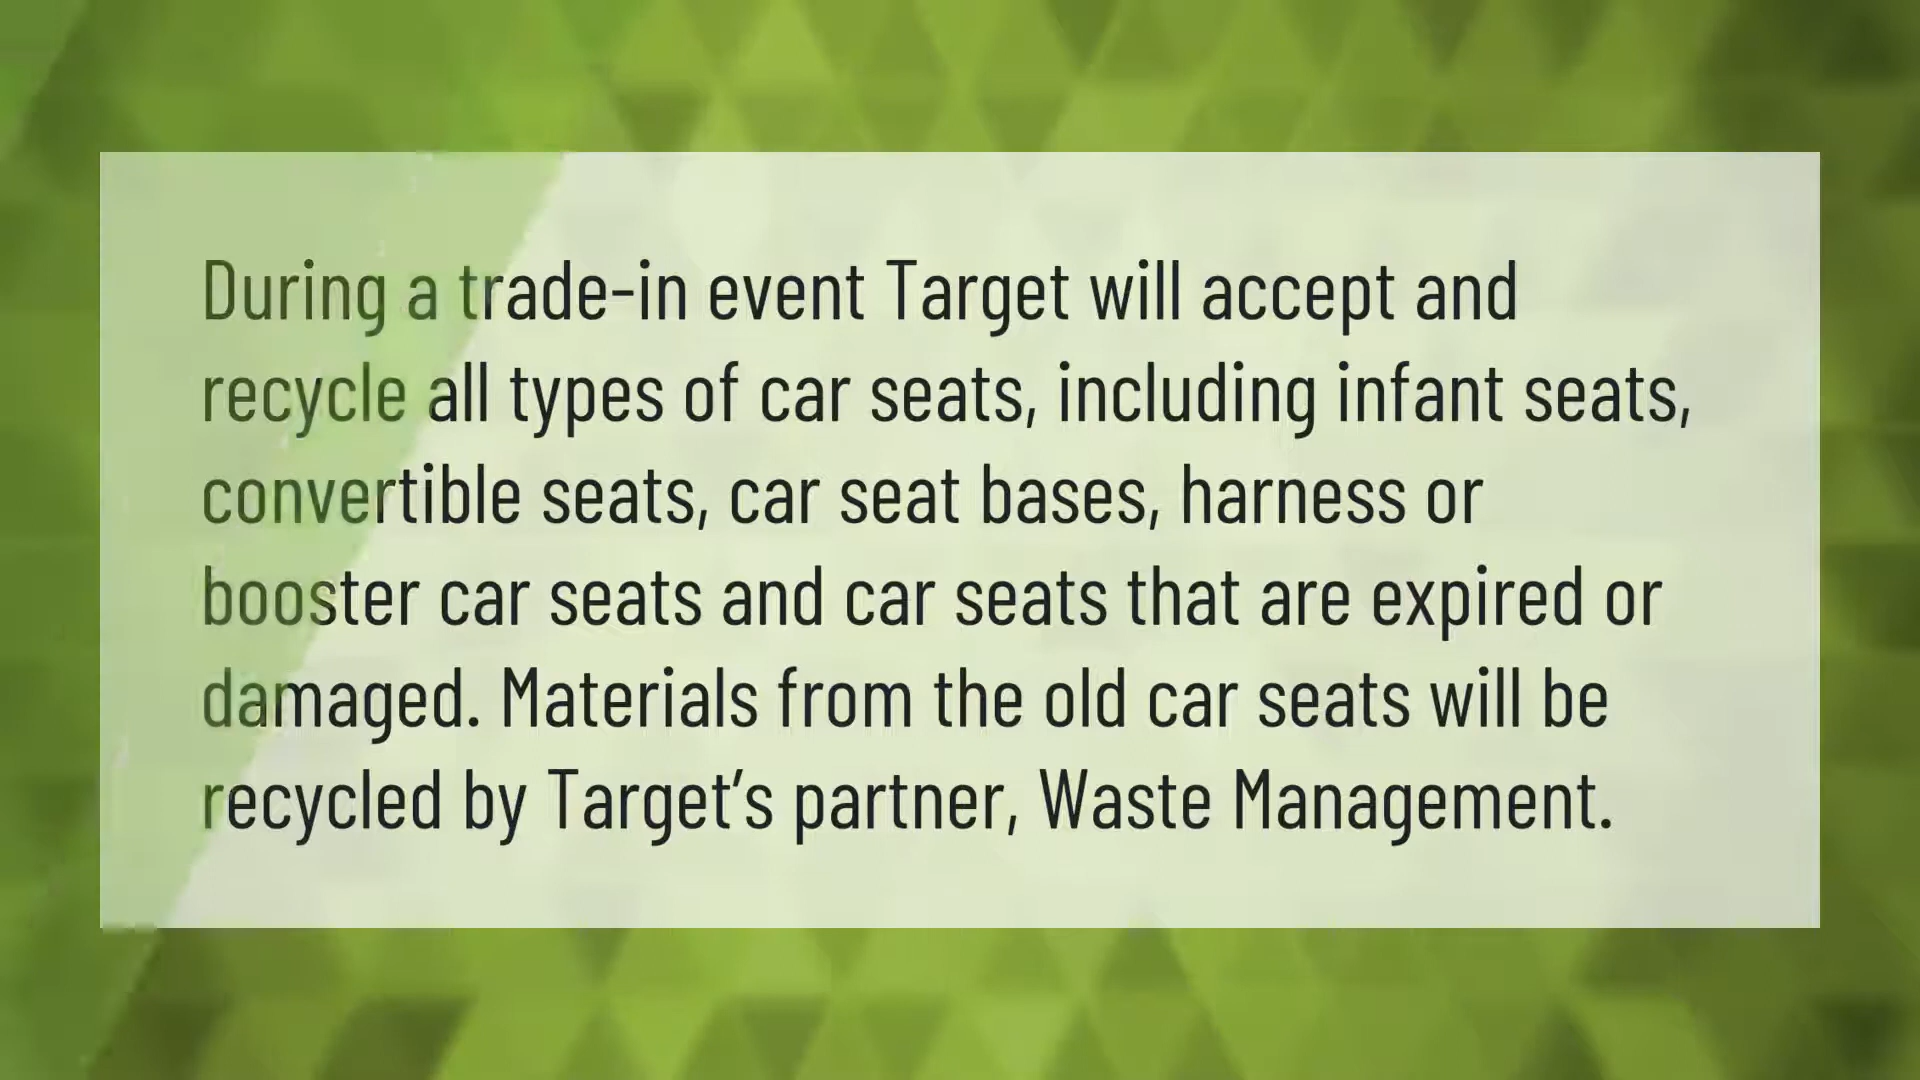 During a trade-in event Target will accept and
recycle all types of car seats, including infant seats,
convertible seats, car seat bases, harness or
booster car seats and car seats that are expired or
damaged. Materials from the old car seats will be
recycled by Target’s partner, Waste Management.